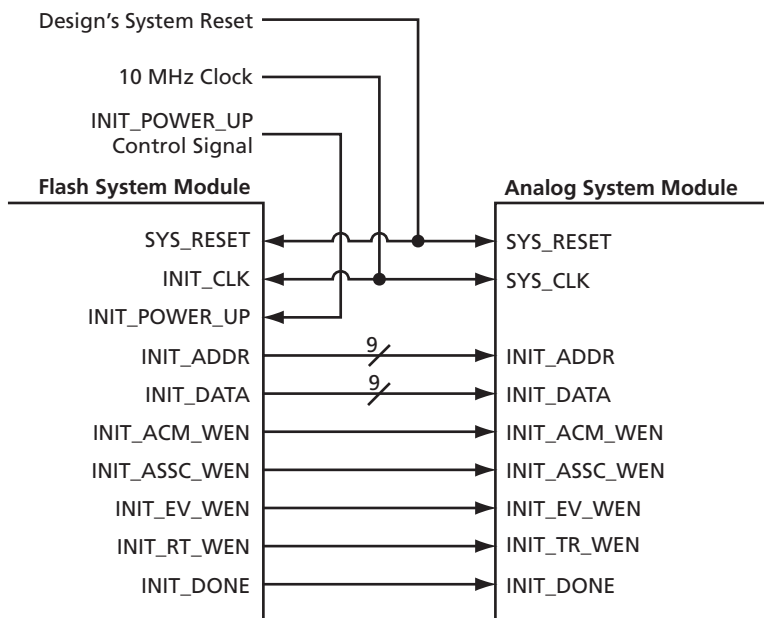 Design's System Reset
10 MHz Clock
INIT_POWER_UP
Control Signal
Flash System Module
Analog System Module
SYS_RESET
SYS_RESET
INIT_CLK
SYS_CLK
INIT_POWER_UP
INIT_ADDR
9
INIT_ADDR
INIT_DATA
9
INIT_DATA
INIT_ACM_WEN
INIT_ACM_WEN
INIT_ASSC_WEN
INIT_ASSC_WEN
INIT_EV_WEN
INIT_EV_WEN
INIT_RT_WEN
INIT_TR_WEN
INIT_DONE
INIT_DONE